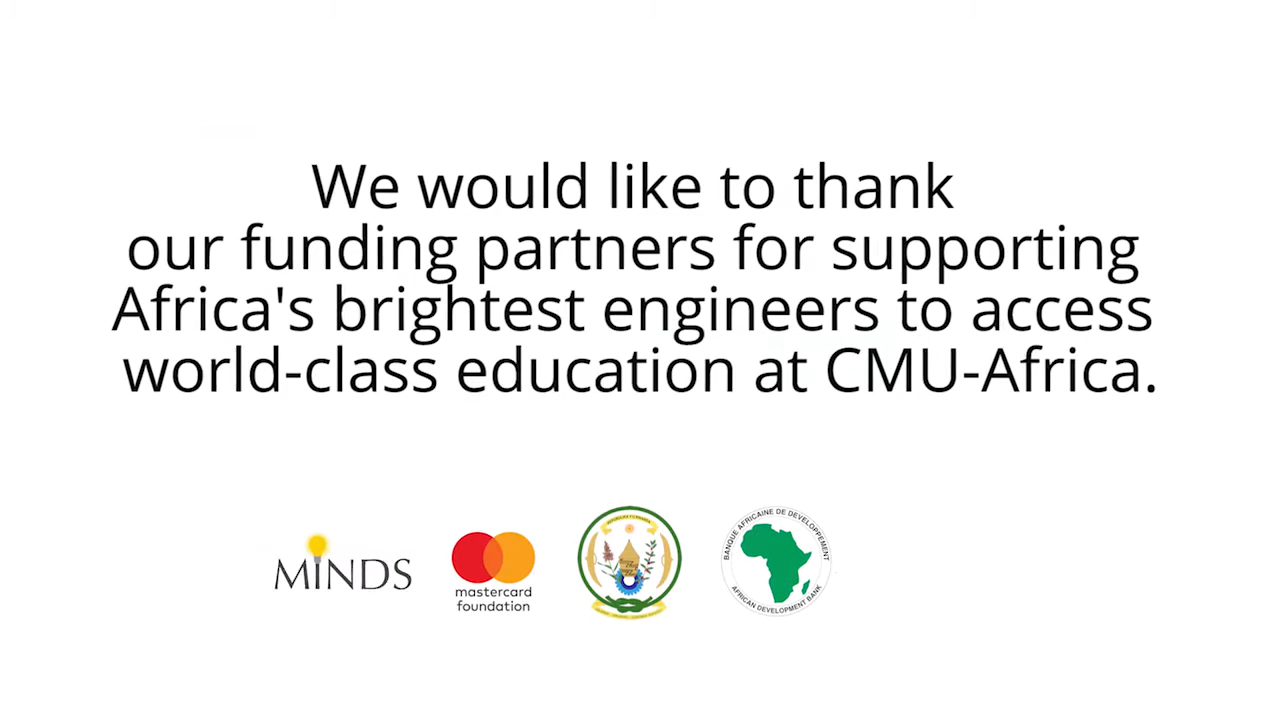 We would like to thank
our funding partners for supporting
Africa's brightest engineers to access
world-class education at CMU-Africa.
MINDS
mastercard
foundation
BANQUE AFRICAINE DE DEVELOPPEMENT
AFRICAN DEVELOPMENT BANK